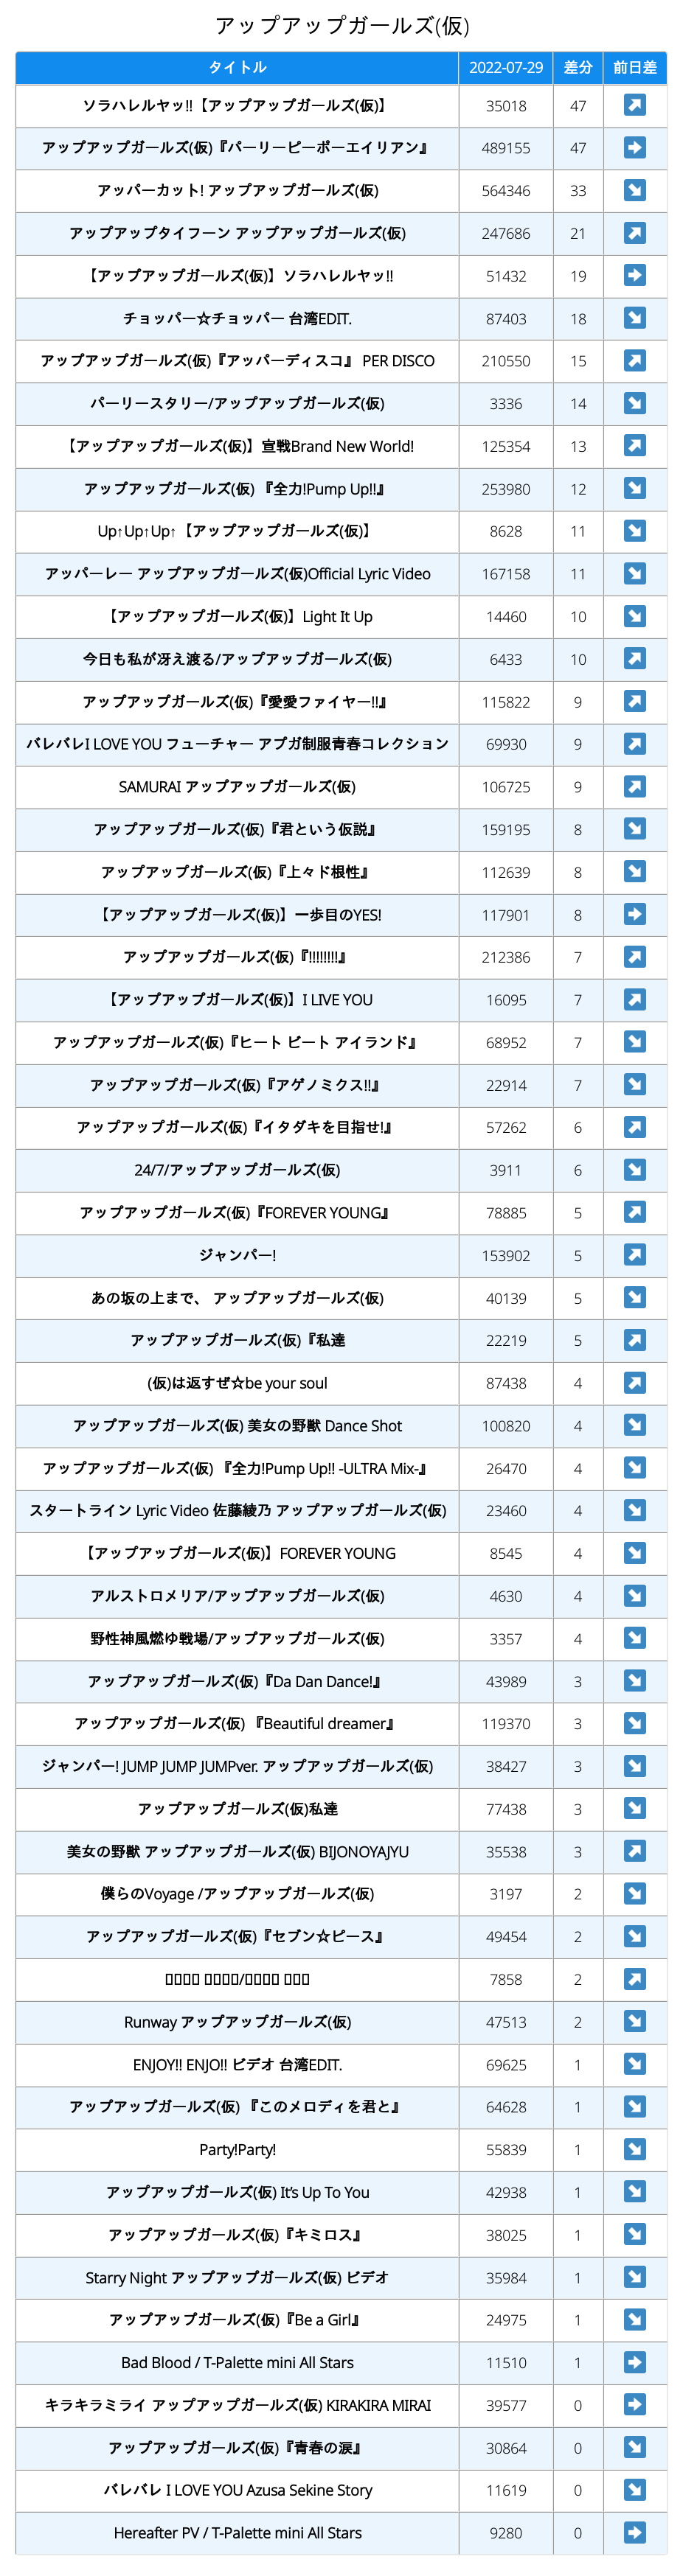 アップアップガールズ(仮)
タイトル 2022-07-29 差分 前日差
ソラハレルヤッ!!【アップアップガールズ(仮)】 35018 47 ↗
アップアップガールズ(仮)『パーリーピーポーエイリアン』 489155 47 ➡
アッパーカット! アップアップガールズ(仮) 564346 33 ↘
アップアップタイフーン アップアップガールズ(仮) 247686 21 ↗
【アップアップガールズ(仮)】ソラハレルヤッ!! 51432 19 ➡
チョッパー☆チョッパー 台湾EDIT. 87403 18 ↘
アップアップガールズ(仮)『アッパーディスコ』 PER DISCO 210550 15 ↗
パーリースタリー/アップアップガールズ(仮) 3336 14 ↘
【アップアップガールズ(仮)】宣戦Brand New World! 125354 13 ↗
アップアップガールズ(仮) 『全力!Pump Up!!』 253980 12 ↘
Up↑Up↑Up↑【アップアップガールズ(仮)】 8628 11 ↘
アッパーレー アップアップガールズ(仮)Official Lyric Video 167158 11 ↘
【アップアップガールズ(仮)】Light It Up 14460 10 ↘
今日も私が冴え渡る/アップアップガールズ(仮) 6433 10 ↗
アップアップガールズ(仮)『愛愛ファイヤー!!』 115822 9 ↗
バレバレI LOVE YOU フューチャー アプガ制服青春コレクション 69930 9 ↗
SAMURAI アップアップガールズ(仮) 106725 9 ↗
アップアップガールズ(仮)『君という仮説』 159195 8 ↘
アップアップガールズ(仮)『上々ド根性』 112639 8 ↘
【アップアップガールズ(仮)】一歩目のYES! 117901 8 ➡
アップアップガールズ(仮)『!!!!!!!!』 212386 7 ↗
【アップアップガールズ(仮)】I LIVE YOU 16095 7 ↗
アップアップガールズ(仮)『ヒート ビート アイランド』 68952 7 ↘
アップアップガールズ(仮)『アゲノミクス!!』 22914 7 ↘
アップアップガールズ(仮)『イタダキを目指せ!』 57262 6 ↗
24/7/アップアップガールズ(仮) 3911 6 ↘
アップアップガールズ(仮)『FOREVER YOUNG』 78885 5 ↗
ジャンパー! 153902 5 ↗
あの坂の上まで、 アップアップガールズ(仮) 40139 5 ↘
アップアップガールズ(仮)『私達 22219 5 ↗
(仮)は返すぜ☆be your soul 87438 4 ↗
アップアップガールズ(仮) 美女の野獣 Dance Shot 100820 4 ↘
アップアップガールズ(仮) 『全力!Pump Up!! -ULTRA Mix-』 26470 4 ↘
スタートライン Lyric Video 佐藤綾乃 アップアップガールズ(仮) 23460 4 ↘
【アップアップガールズ(仮)】FOREVER YOUNG 8545 4 ↘
アルストロメリア/アップアップガールズ(仮) 4630 4 ↘
野性神風燃ゆ戦場/アップアップガールズ(仮) 3357 4 ↘
アップアップガールズ(仮)『Da Dan Dance!』 43989 3 ↘
アップアップガールズ(仮) 『Beautiful dreamer』 119370 3 ↘
ジャンパー! JUMP JUMP JUMPver. アップアップガールズ(仮) 38427 3 ↘
アップアップガールズ(仮)私達 77438 3 ↘
美女の野獣 アップアップガールズ(仮) BIJONOYAJYU 35538 3 ↗
僕らのVoyage /アップアップガールズ(仮) 3197 2 ↘
アップアップガールズ(仮)『セブン☆ピース』 49454 2 ↘
/ 7858 2 ↗
Runway アップアップガールズ(仮) 47513 2 ↘
ENJOY!! ENJO!! ビデオ 台湾EDIT. 69625 1 ↘
アップアップガールズ(仮) 『このメロディを君と』 64628 1 ↘
Party!Party! 55839 1 ↘
アップアップガールズ(仮) It's Up To You 42938 1 ↘
アップアップガールズ(仮)『キミロス』 38025 1 ↘
Starry Night アップアップガールズ(仮) ビデオ 35984 1 ↘
アップアップガールズ(仮)『Be a Girl』 24975 1 ↘
Bad Blood / T-Palette mini All Stars 11510 1 ➡
キラキラミライ アップアップガールズ(仮) KIRAKIRA MIRAI 39577 0 ➡
アップアップガールズ(仮)『青春の涙』 30864 0 ↘
バレバレ I LOVE YOU Azusa Sekine Story 11619 0 ↘
Hereafter PV / T-Palette mini All Stars 9280 0 ➡